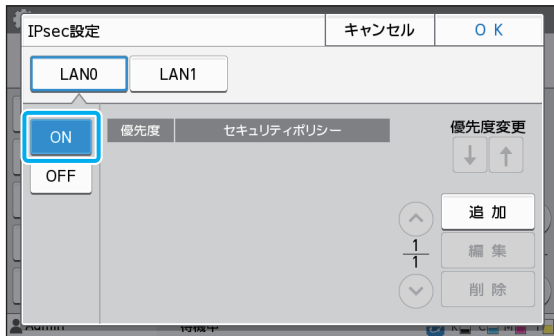 IPsec設定
キャンセル
O K
LAN0
LAN1
ON
OFF
優先度
セキュリティポリシー
優先度変更
↓ ↑
追 加
1
1
編 集
削 除
Admin
待機中
K C M Y